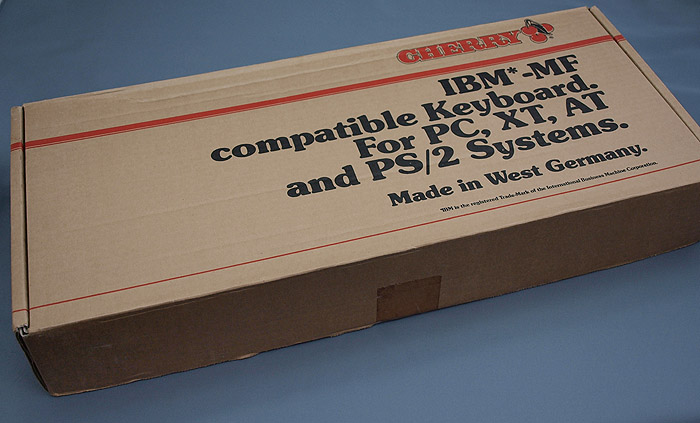 CHERRY
IBM*-MF
compatible Keyboard.
For PC, XT, AT
and PS/2 Systems.
Made in West Germany.
*IBM is the registered Trade-Mark of the International Business Machine Corporation.